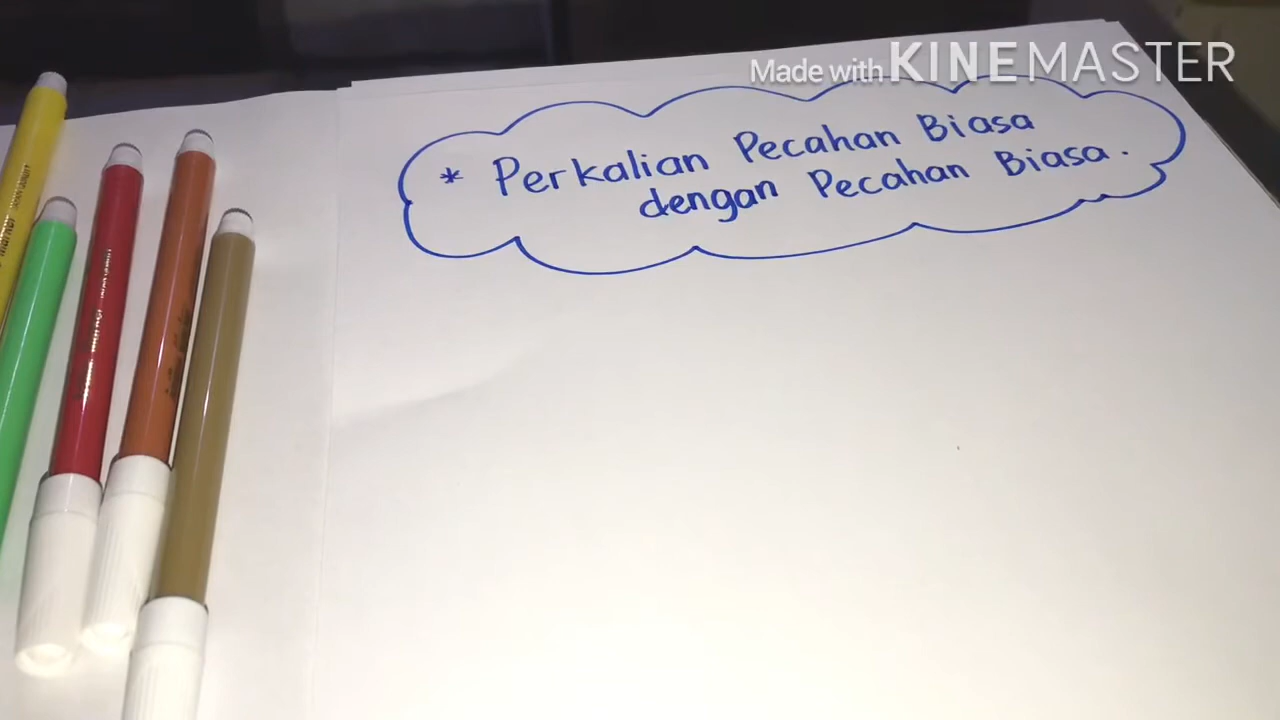 Made with KINEMASTER
* Perkalian Pecahan Biasa
dengan Pecahan Biasa.